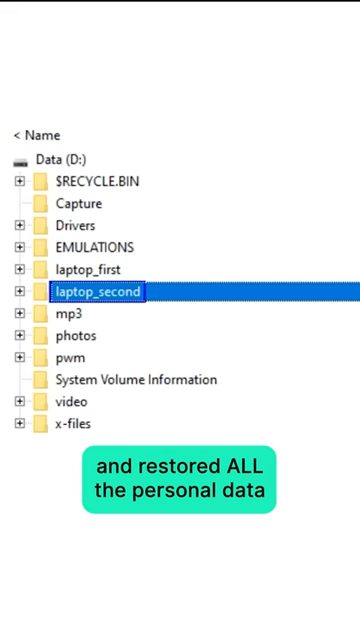 < Name
Data (D:)
$RECYCLE.BIN
Capture
Drivers
EMULATIONS
laptop_first
laptop_second
mp3
photos
pwm
System Volume Information
video
x-files
and restored ALL
the personal data